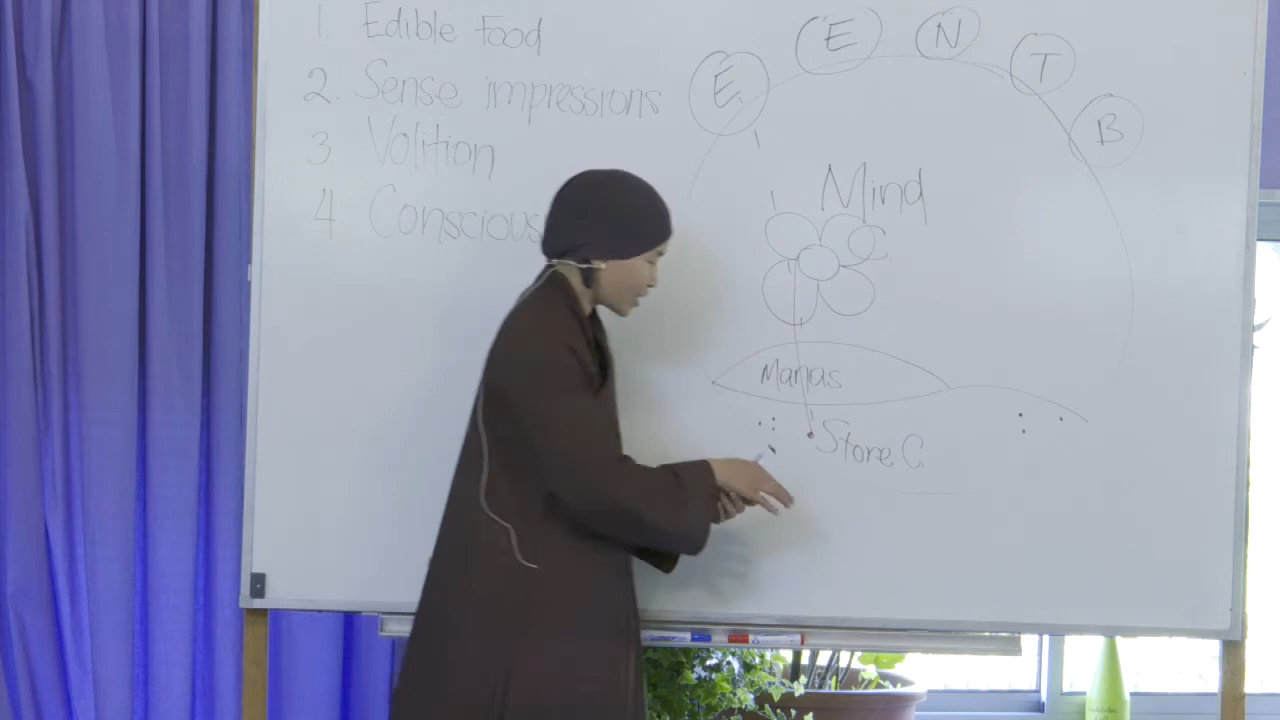 1. Edible Food
2. Sense impressions
3 Volition
4 Conscious
E E N T B
Mind
C
Manas
Store C.